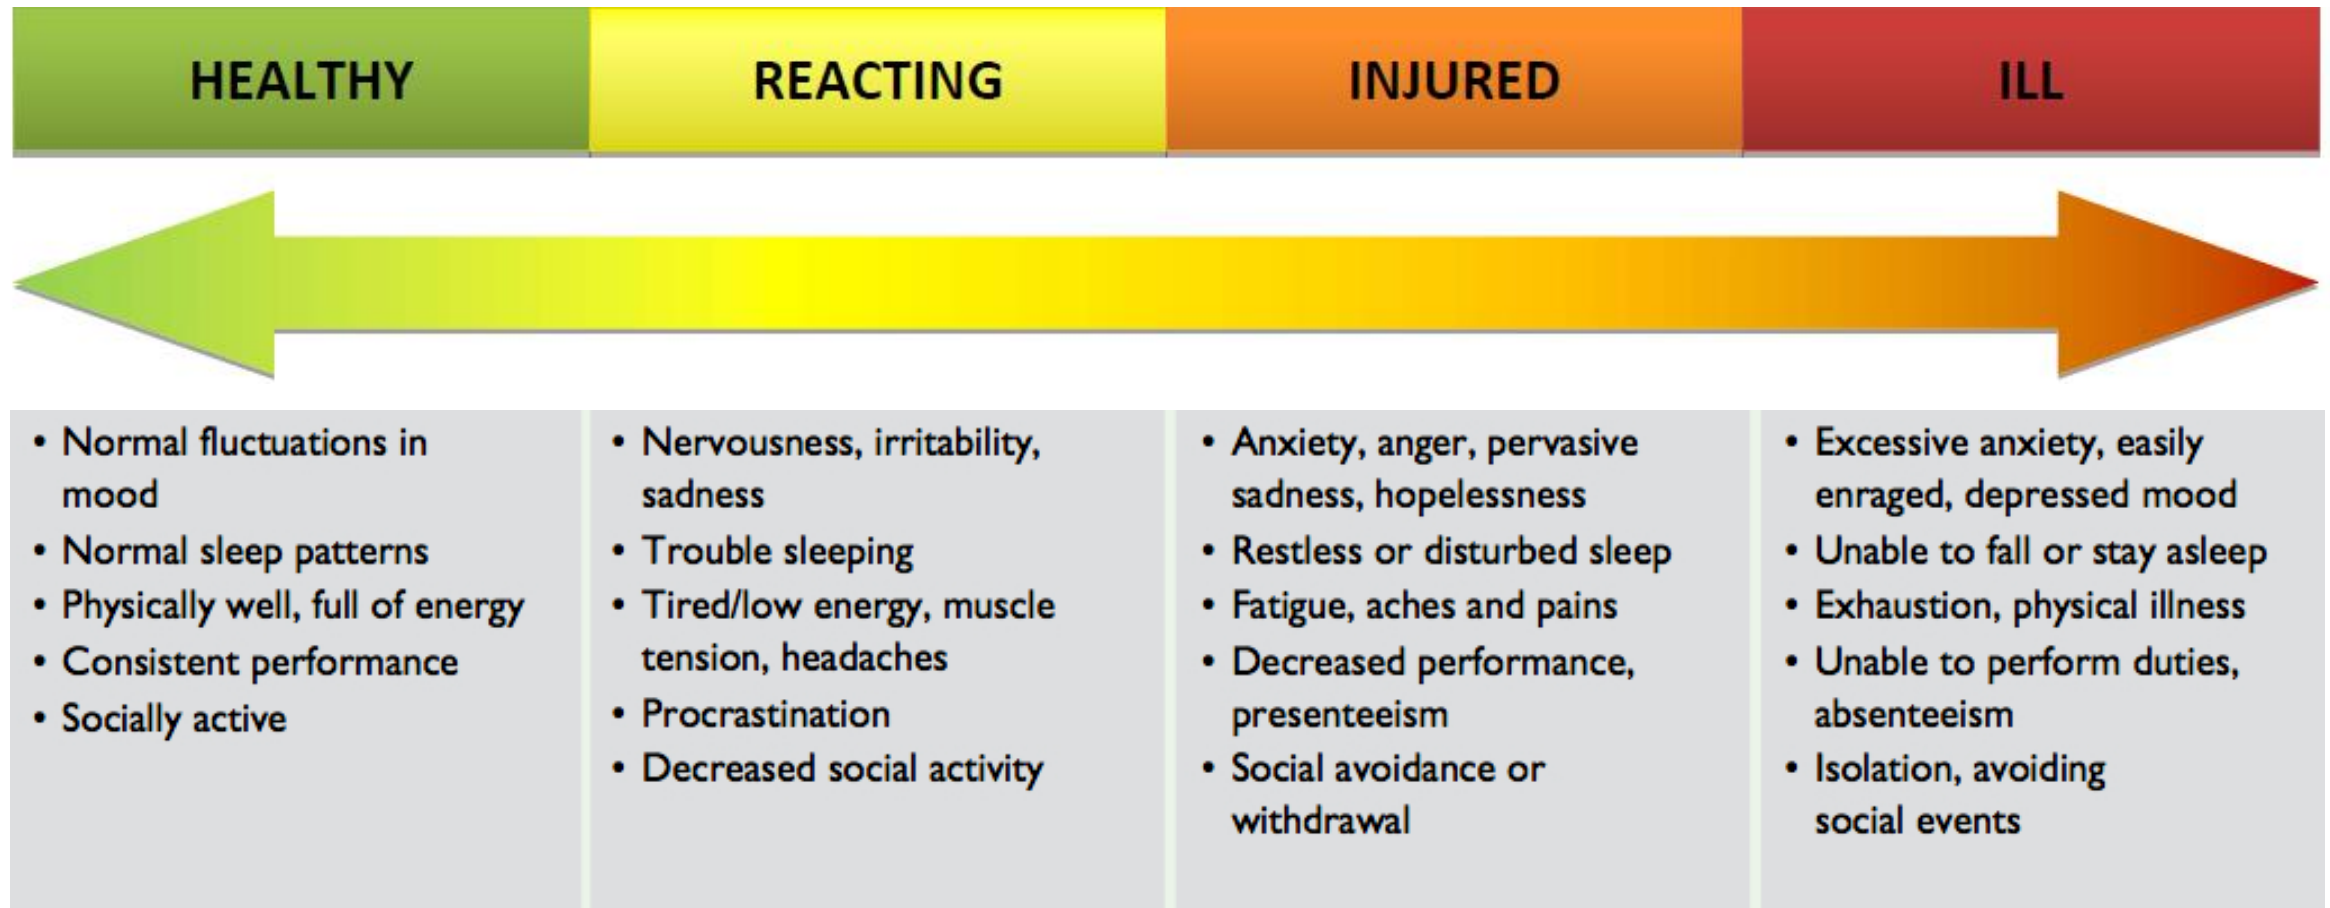 HEALTHY
REACTING
INJURED
ILL
• Normal fluctuations in
mood
• Normal sleep patterns
• Physically well, full of energy
• Consistent performance
• Socially active
• Nervousness, irritability,
sadness
• Trouble sleeping
• Tired/low energy, muscle
tension, headaches
• Procrastination
• Decreased social activity
• Anxiety, anger, pervasive
sadness, hopelessness
• Restless or disturbed sleep
• Fatigue, aches and pains
• Decreased performance,
presenteeism
• Social avoidance or
withdrawal
• Excessive anxiety, easily
enraged, depressed mood
• Unable to fall or stay asleep
• Exhaustion, physical illness
• Unable to perform duties,
absenteeism
• Isolation, avoiding
social events